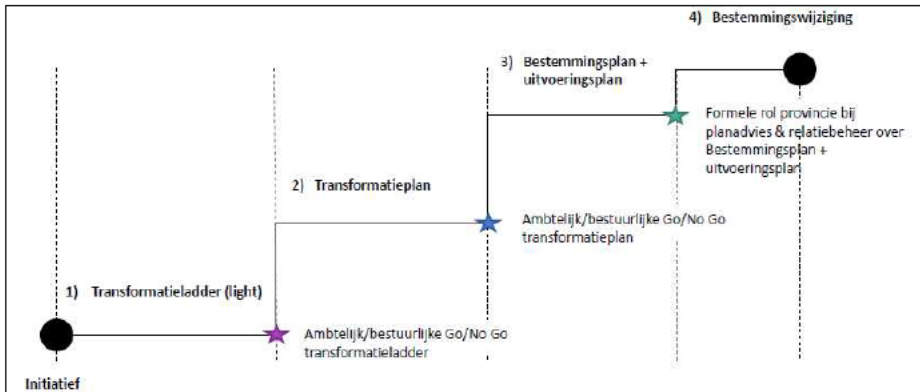 4) Bestemmingswijziging
3) Bestemmingsplan +
uitvoeringsplan
Formele rol provincie bij
planadvies & relatiebeheer over
Bestemmingsplan +
uitvoeringsplan
2) Transformatieplan
Ambtelijk/bestuurlijke Go/No Go
transformatieplan
1) Transformatieladder (light)
Ambtelijk/bestuurlijke Go/No Go
transformatieladder
Initiatief